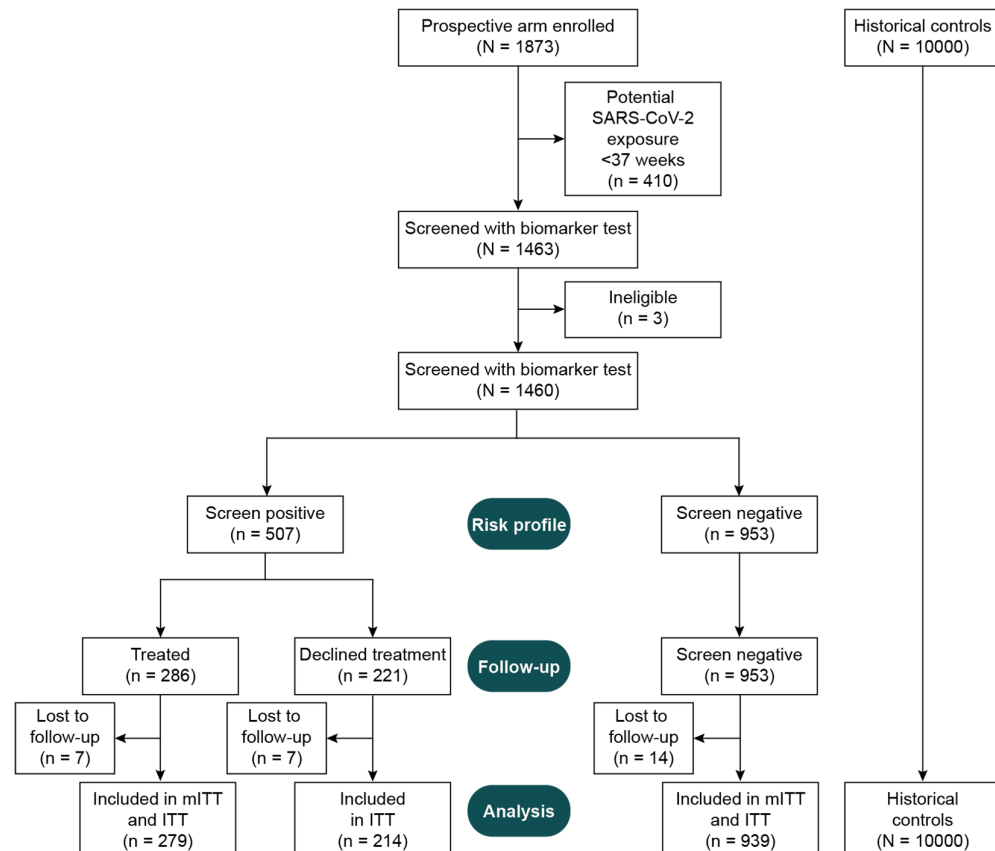 Prospective arm enrolled
(N = 1873)
Historical controls
(N = 10000)
Potential
SARS-CoV-2
exposure
<37 weeks
(n = 410)
Screened with biomarker test
(N = 1463)
Ineligible
(n = 3)
Screened with biomarker test
(N = 1460)
Screen positive
(n = 507)
Risk profile
Screen negative
(n = 953)
Treated
(n = 286)
Declined treatment
(n = 221)
Follow-up
Screen negative
(n = 953)
Lost to
follow-up
(n = 7)
Lost to
follow-up
(n = 7)
Lost to
follow-up
(n = 14)
Included in mITT
and ITT
(n = 279)
Included
in ITT
(n = 214)
Analysis
Included in mITT
and ITT
(n = 939)
Historical
controls
(N = 10000)